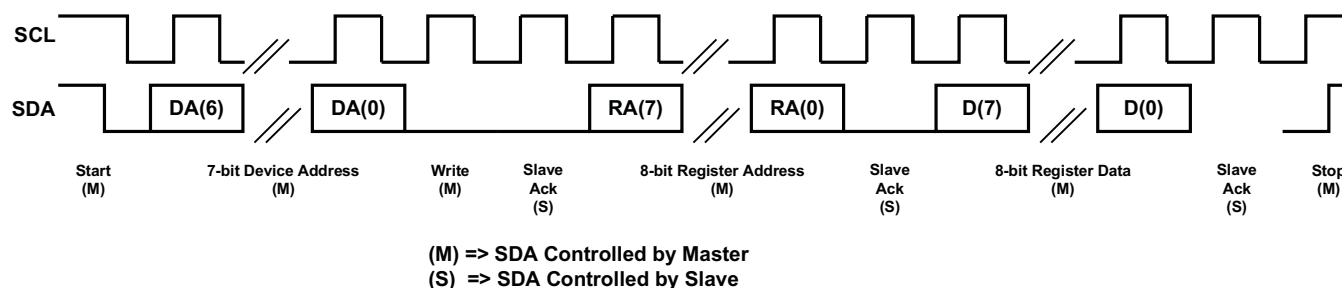 SCL
SDA
DA(6) DA(0) RA(7) RA(0) D(7) D(0)
Start 7-bit Device Address Write Slave 8-bit Register Address Slave 8-bit Register Data Slave Stop
(M) (M) (M) Ack (M) Ack (M) Ack (M)
(S) (S) (S)
(M) => SDA Controlled by Master
(S) => SDA Controlled by Slave